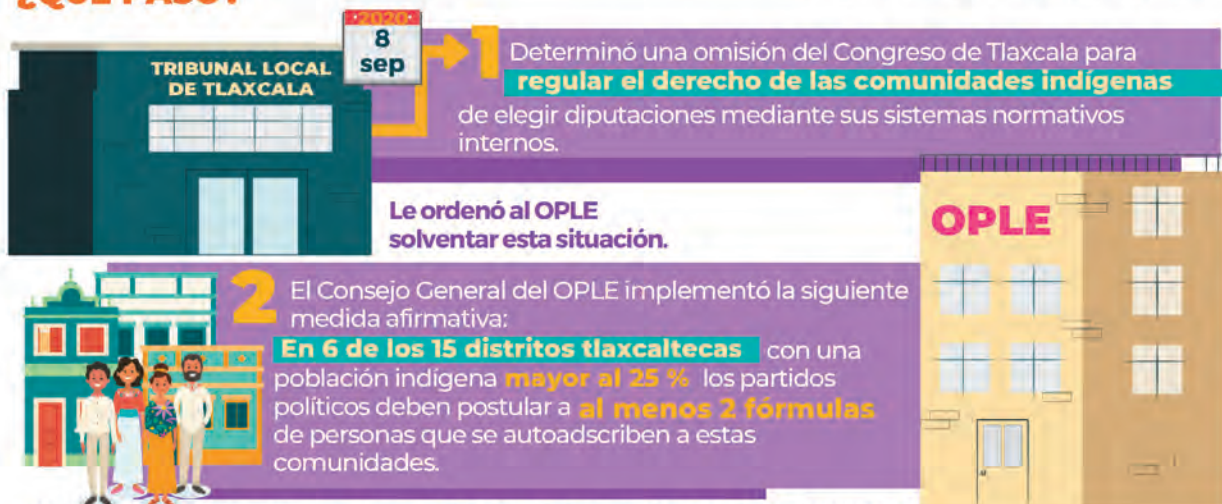 ¿QUÉ PASÓ?
TRIBUNAL LOCAL
DE TLAXCALA
2020
8
sep
1
Determinó una omisión del Congreso de Tlaxcala para
regular el derecho de las comunidades indígenas
de elegir diputaciones mediante sus sistemas normativos
internos.
Le ordenó al OPLE
solventar esta situación.
OPLE
2
El Consejo General del OPLE implementó la siguiente
medida afirmativa:
En 6 de los 15 distritos tlaxcaltecas con una
población indígena mayor al 25 % los partidos
políticos deben postular a al menos 2 fórmulas
de personas que se autoadscriben a estas
comunidades.